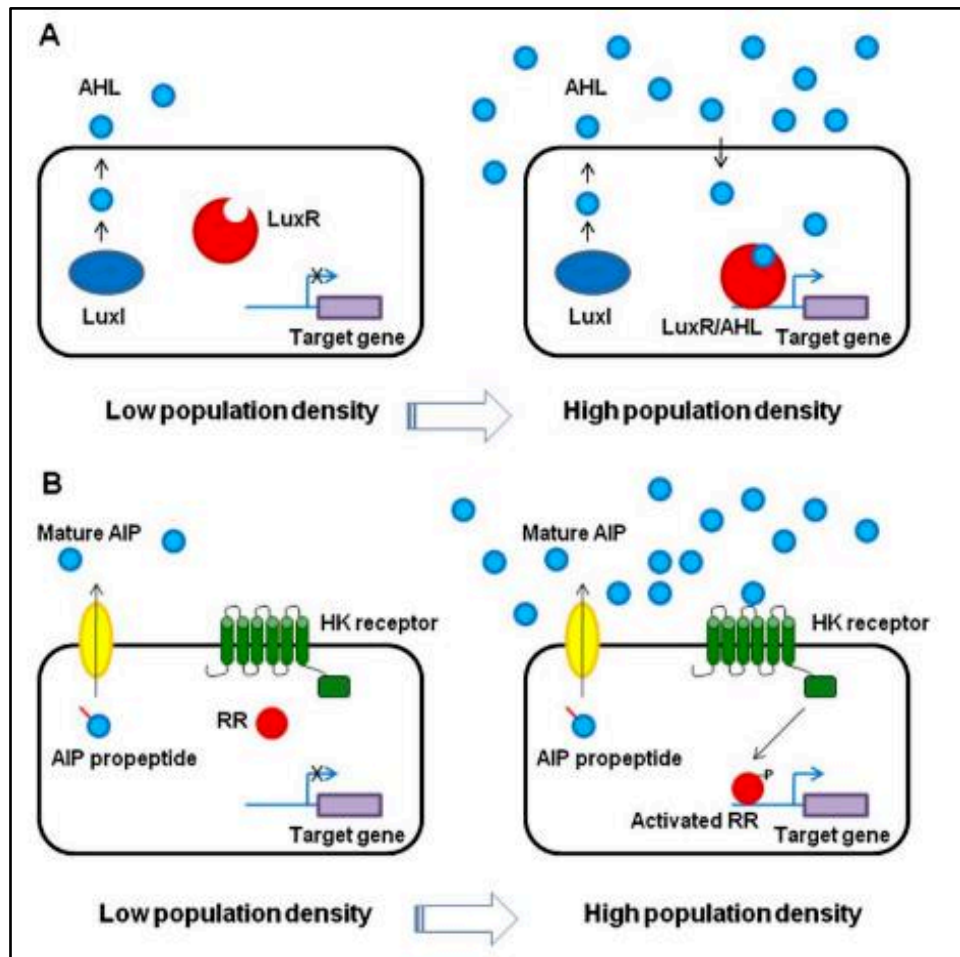 A
AHL
LuxR
LuxI
Target gene
AHL
LuxI
LuxR/AHL
Target gene
Low population density
High population density
B
Mature AIP
HK receptor
RR
AIP propeptide
X
Target gene
Mature AIP
HK receptor
AIP propeptide
P
Activated RR
Target gene
Low population density
High population density